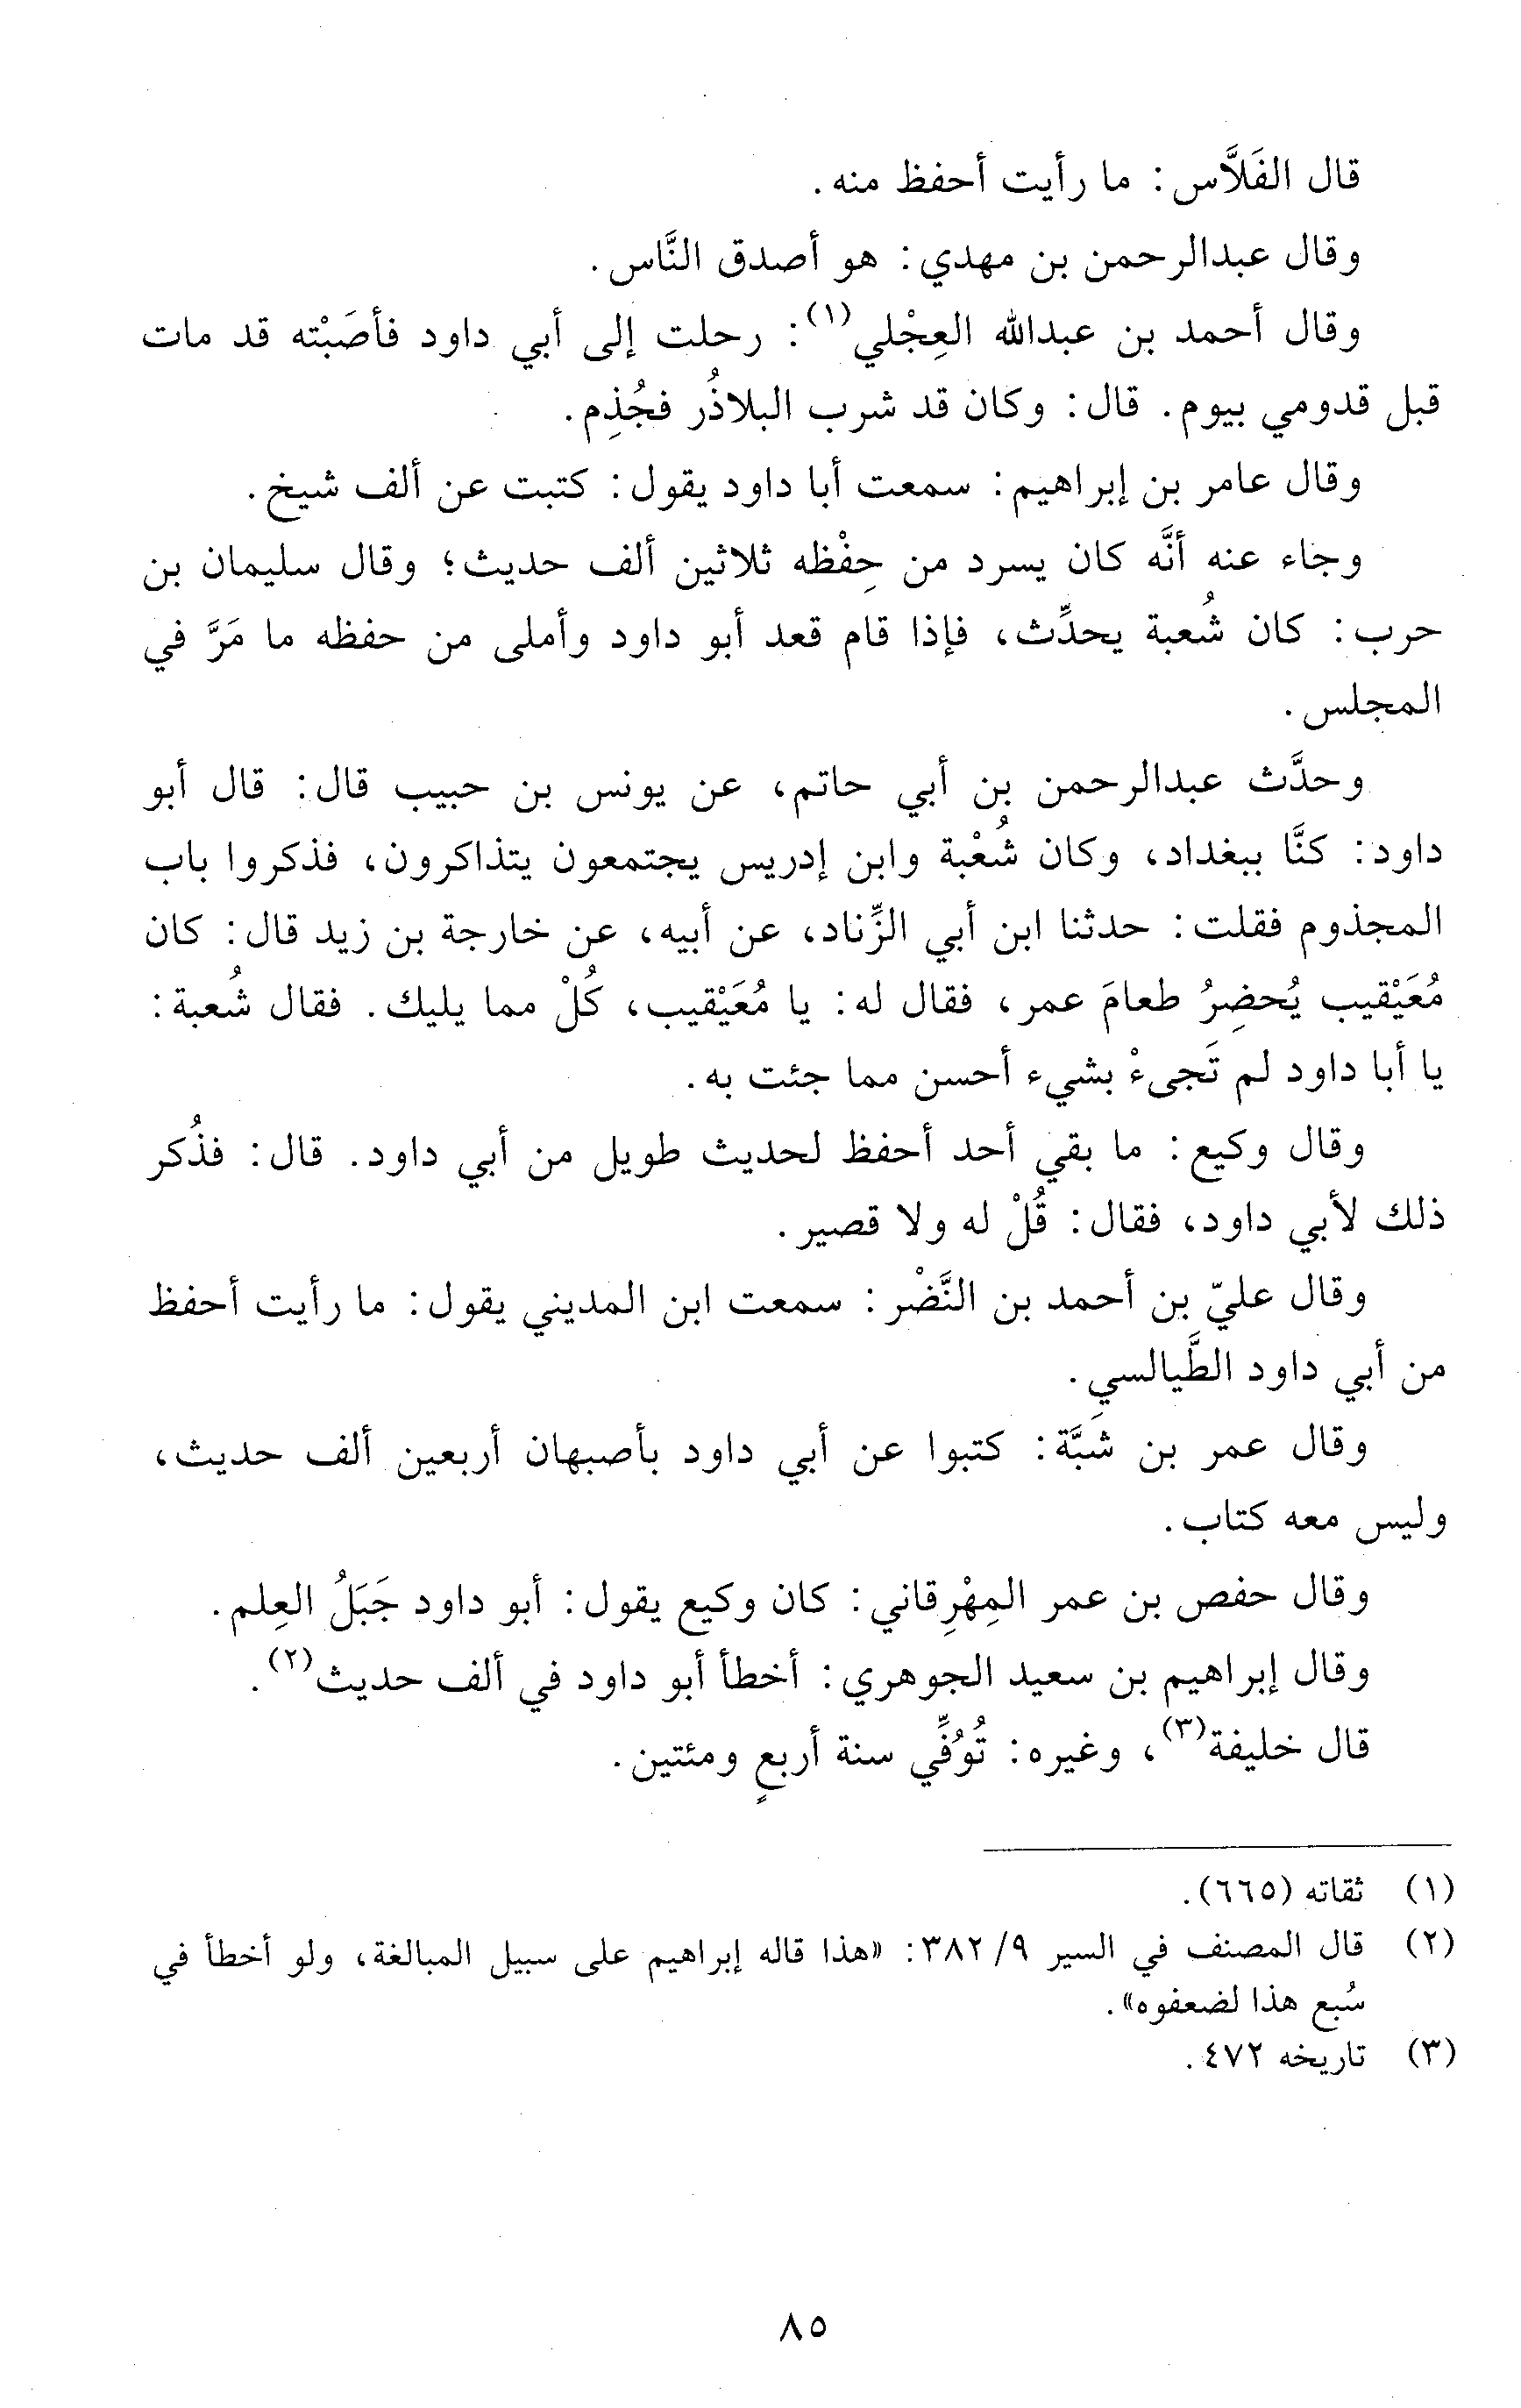 قال الفَلاَّس: ما رأيت أحفظ منه.
وقال عبدالرحمن بن مهدي: هو أصدق النَّاس.
وقال أحمد بن عبدالله العِجْلي(١): رحلت إلى أبي داود فأصَبْته قد مات
قبل قدومي بيوم. قال: وكان قد شرب البلاذُر فجُذِم.
وقال عامر بن إبراهيم: سمعت أبا داود يقول: كتبت عن ألف شيخ.
وجاء عنه أنَّه كان يسرد من حِفْظه ثلاثين ألف حديث؛ وقال سليمان بن
حرب: كان شُعبة يحدِّث، فإذا قام قعد أبو داود وأملى من حفظه ما مَرَّ في
المجلس.
وحدَّث عبدالرحمن بن أبي حاتم، عن يونس بن حبيب قال: قال أبو
داود: كنَّا ببغداد، وكان شُعْبة وابن إدريس يجتمعون يتذاكرون، فذكروا باب
المجذوم فقلت: حدثنا ابن أبي الزِّناد، عن أبيه، عن خارجة بن زيد قال: كان
مُعَيْقيب يُحضِرُ طعامَ عمر، فقال له: يا مُعَيْقيب، كُلْ مما يليك. فقال شُعبة:
يا أبا داود لم تَجىءْ بشيء أحسن مما جئت به.
وقال وكيع: ما بقي أحد أحفظ لحديث طويل من أبي داود. قال: فذُكر
ذلك لأبي داود، فقال: قُلْ له ولا قصير.
وقال عليّ بن أحمد بن النَّضْر: سمعت ابن المديني يقول: ما رأيت أحفظ
من أبي داود الطَّيالسي.
وقال عمر بن شَبَّة: كتبوا عن أبي داود بأصبهان أربعين ألف حديث،
وليس معه كتاب.
وقال حفص بن عمر المِهْرِقاني: كان وكيع يقول: أبو داود جَبَلُ العِلم.
وقال إبراهيم بن سعيد الجوهري: أخطأ أبو داود في ألف حديث(٢).
قال خليفة(٣)، وغيره: تُوُفِّي سنة أربعٍ ومئتين.
(١) ثقاته (٦٦٥).
(٢) قال المصنف في السير ٩/ ٣٨٢: «هذا قاله إبراهيم على سبيل المبالغة، ولو أخطأ في
سُبع هذا لضعفوه».
(٣) تاريخه ٤٧٢.
٨٥